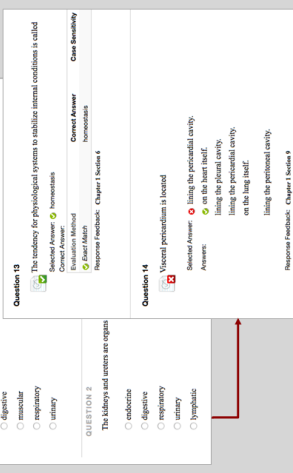 Question 13
The tendency for physiological systems to stabilize internal conditions is called
Selected Answer: homeostasis
Correct Answer:
Evaluation Method Correct Answer Case Sensitivity
Exact Match homeostasis
Response Feedback: Chapter 1 Section 6
Question 14
Visceral pericardium is located
Selected Answer: lining the pericardial cavity.
Answers: on the heart itself.
lining the pleural cavity.
lining the pericardial cavity.
on the lung itself.
lining the peritoneal cavity.
Response Feedback: Chapter 1 Section 9
digestive
muscular
respiratory
urinary
QUESTION 2
The kidneys and ureters are organs
endocrine
digestive
respiratory
urinary
lymphatic